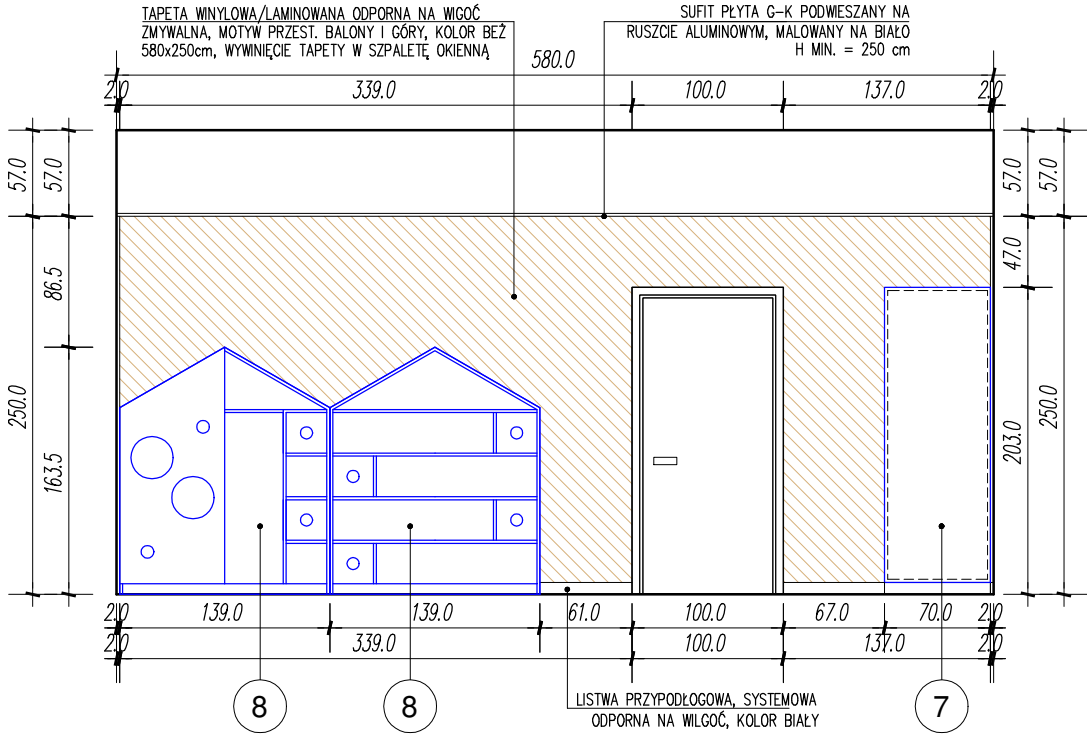 TAPETA WINYLOWA/LAMINOWANA ODPORNA NA WIGOĆ
ZMYWALNA, MOTYW PRZEST. BALONY I GÓRY, KOLOR BEŻ
580x250cm, WYWINIĘCIE TAPETY W SZPALETĘ OKIENNĄ
SUFIT PŁYTA G-K PODWIESZANY NA
RUSZCIE ALUMINOWYM, MALOWANY NA BIAŁO
H MIN. = 250 cm
580.0
2.0 339.0 100.0 137.0 2.0
57.0 57.0 57.0 57.0
86.5 47.0
250.0 163.5 203.0 250.0
2.0 139.0 139.0 61.0 100.0 67.0 70.0 2.0
2.0 339.0 100.0 137.0 2.0
8 8 7
LISTWA PRZYPODŁOGOWA, SYSTEMOWA
ODPORNA NA WILGOĆ, KOLOR BIAŁY